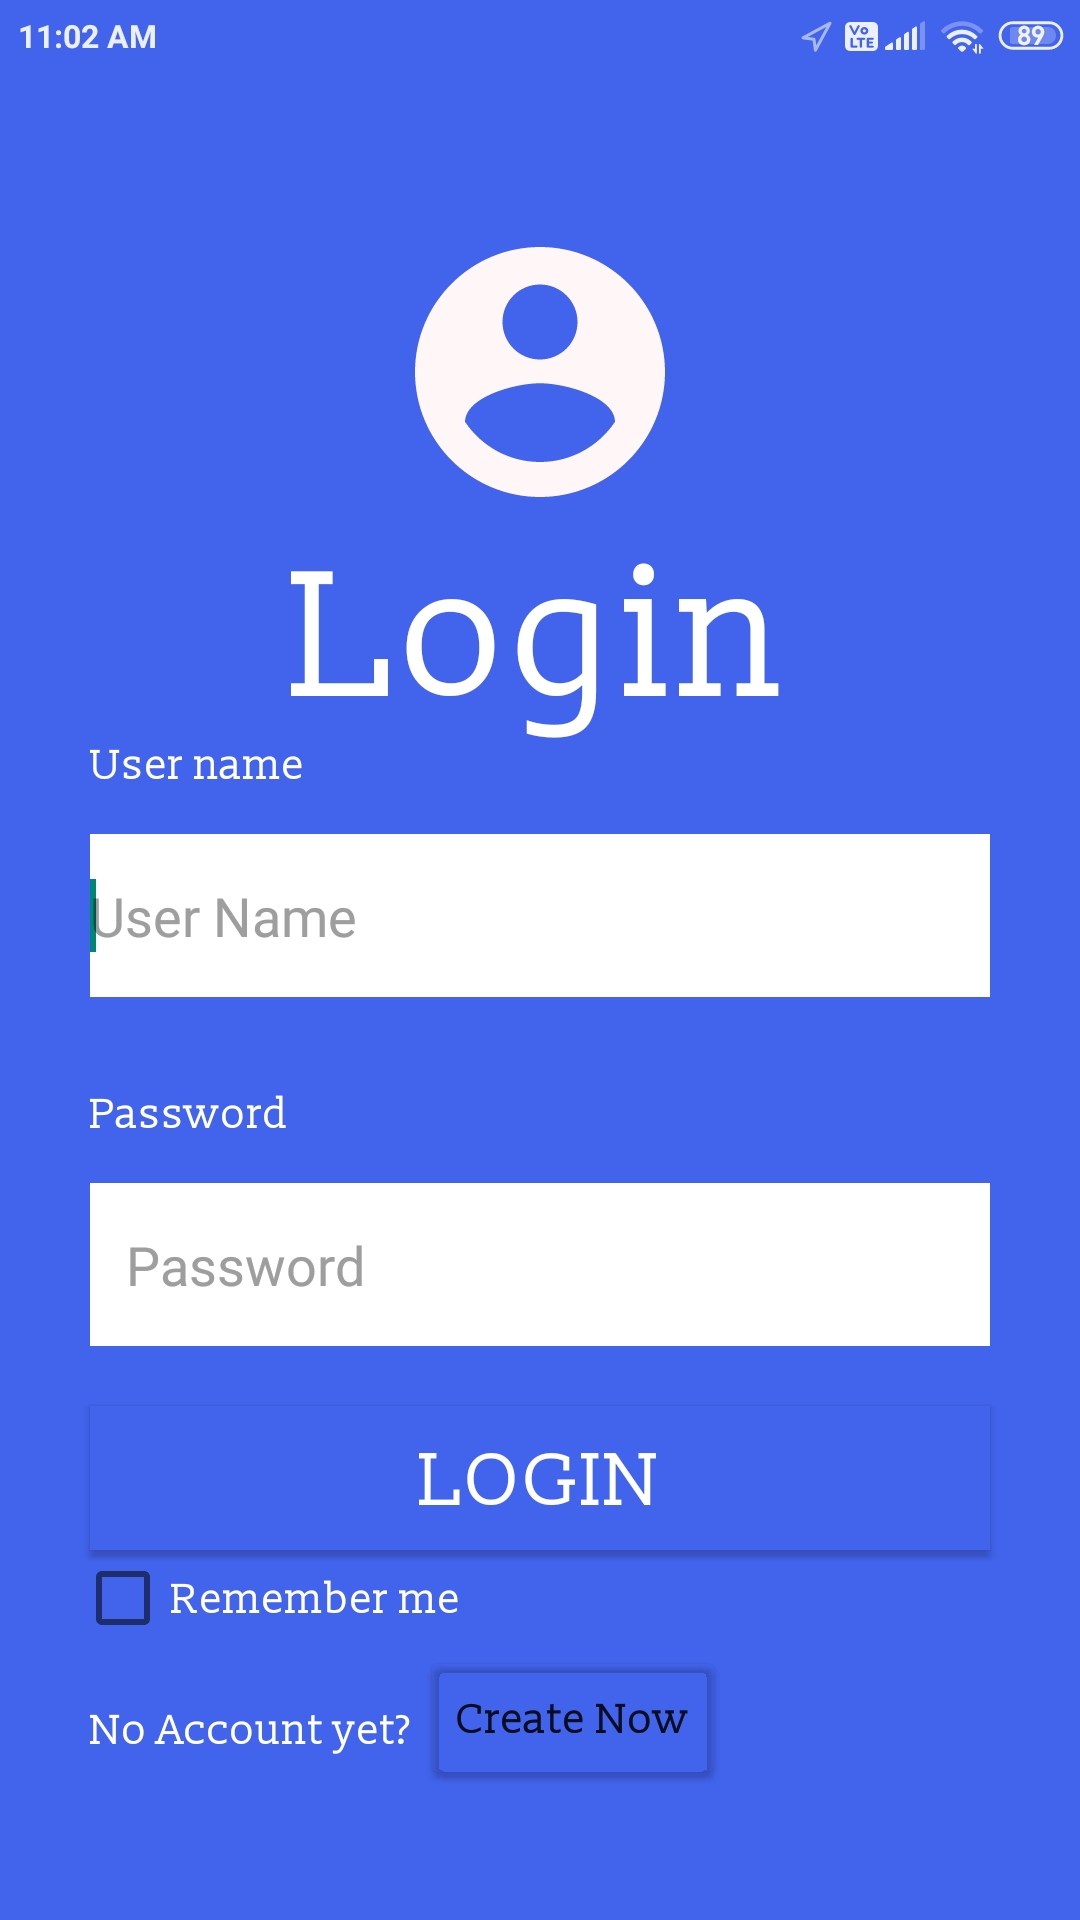 11:02 AM Vo LTE 89
Login
User name
User Name
Password
Password
LOGIN
Remember me
No Account yet? Create Now